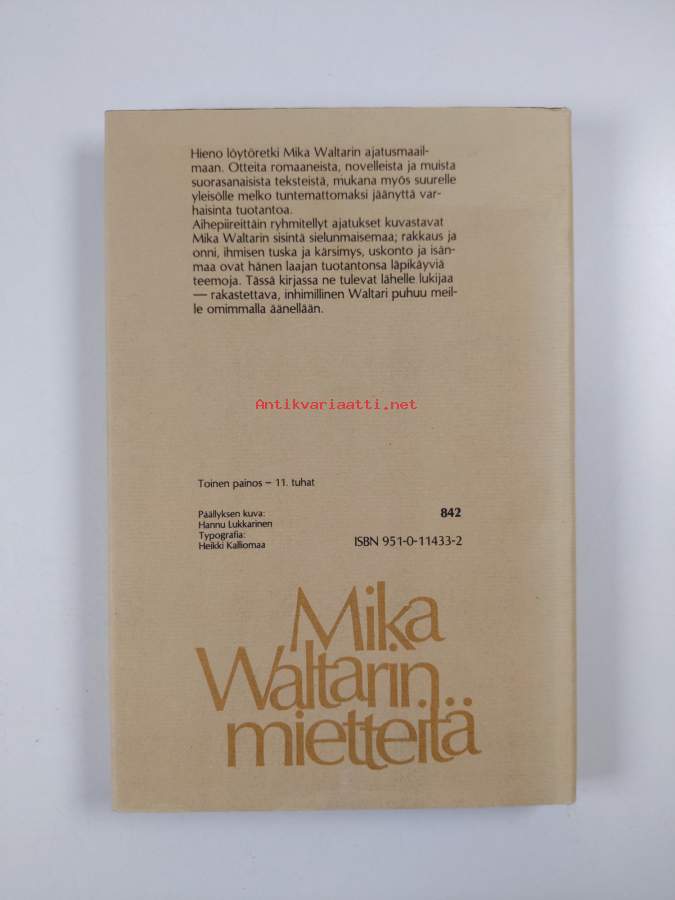 Hieno löytöretki Mika Waltarin ajatusmaail-
maan. Otteita romaaneista, novelleista ja muista
suorasanaisista teksteistä, mukana myös suurelle
yleisölle melko tuntemattomaksi jäänyttä var-
haisinta tuotantoa.
Aihepiireittäin ryhmitellyt ajatukset kuvastavat
Mika Waltarin sisintä sielunmaisemaa; rakkaus ja
onni, ihmisen tuska ja kärsimys, uskonto ja isän-
maa ovat hänen laajan tuotantonsa läpikäyviä
teemoja. Tässä kirjassa ne tulevat lähelle lukijaa
— rakastettava, inhimillinen Waltari puhuu meil-
le omimmalla äänellään.
Antikvariaatti.net
Toinen painos – 11. tuhat
Päällyksen kuva:
Hannu Lukkarinen
Typografia:
Heikki Kalliomaa
842
ISBN 951-0-11433-2
Mika
Waltarin
mietteitä